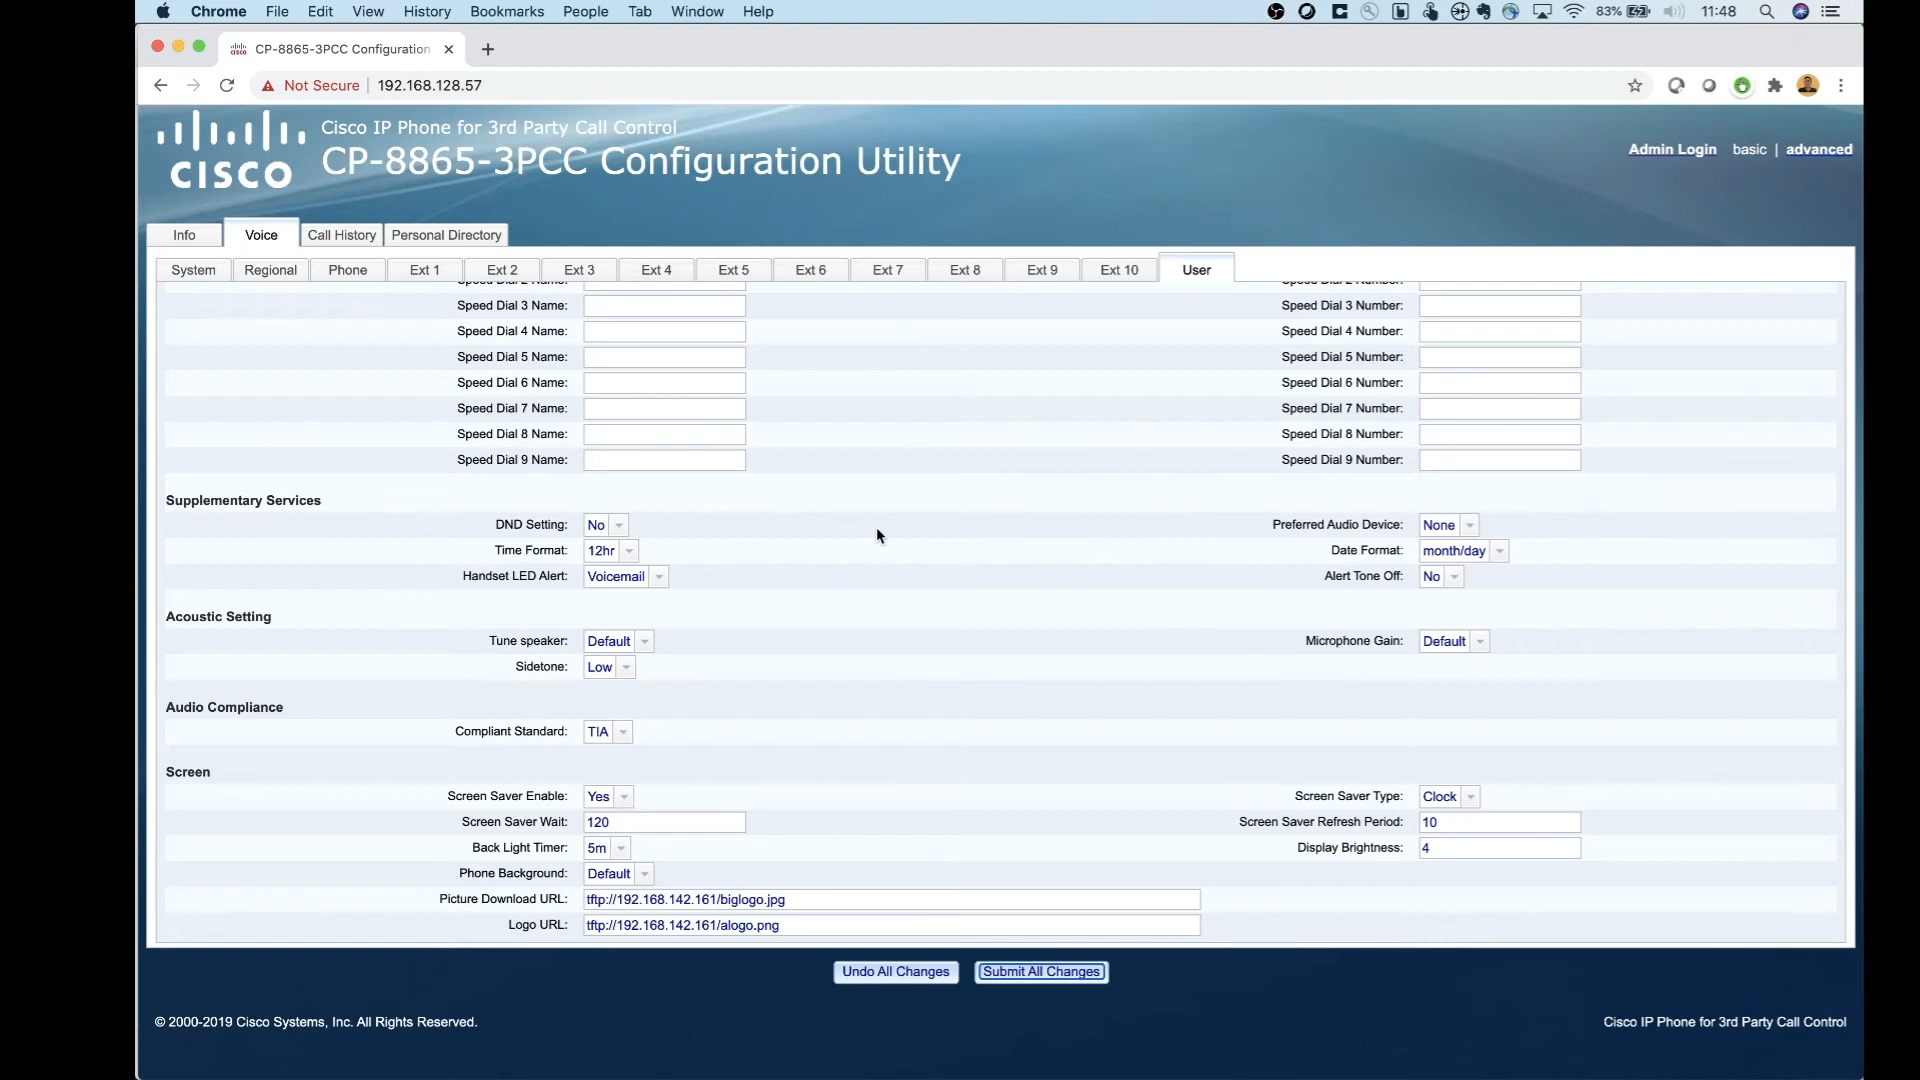 Chrome File Edit View History Bookmarks People Tab Window Help 83% 11:48
CP-8865-3PCC Configuration
Not Secure 192.168.128.57
Cisco IP Phone for 3rd Party Call Control
CISCO CP-8865-3PCC Configuration Utility
Admin Login basic | advanced
Info Voice Call History Personal Directory
System Regional Phone Ext 1 Ext 2 Ext 3 Ext 4 Ext 5 Ext 6 Ext 7 Ext 8 Ext 9 Ext 10 User
Speed Dial 2 Name: Speed Dial 2 Number:
Speed Dial 3 Name: Speed Dial 3 Number:
Speed Dial 4 Name: Speed Dial 4 Number:
Speed Dial 5 Name: Speed Dial 5 Number:
Speed Dial 6 Name: Speed Dial 6 Number:
Speed Dial 7 Name: Speed Dial 7 Number:
Speed Dial 8 Name: Speed Dial 8 Number:
Speed Dial 9 Name: Speed Dial 9 Number:
Supplementary Services
DND Setting: No Preferred Audio Device: None
Time Format: 12hr Date Format: month/day
Handset LED Alert: Voicemail Alert Tone Off: No
Acoustic Setting
Tune speaker: Default Microphone Gain: Default
Sidetone: Low
Audio Compliance
Compliant Standard: TIA
Screen
Screen Saver Enable: Yes Screen Saver Type: Clock
Screen Saver Wait: 120 Screen Saver Refresh Period: 10
Back Light Timer: 5m Display Brightness: 4
Phone Background: Default
Picture Download URL: tftp://192.168.142.161/biglogo.jpg
Logo URL: tftp://192.168.142.161/alogo.png
Undo All Changes Submit All Changes
© 2000-2019 Cisco Systems, Inc. All Rights Reserved. Cisco IP Phone for 3rd Party Call Control